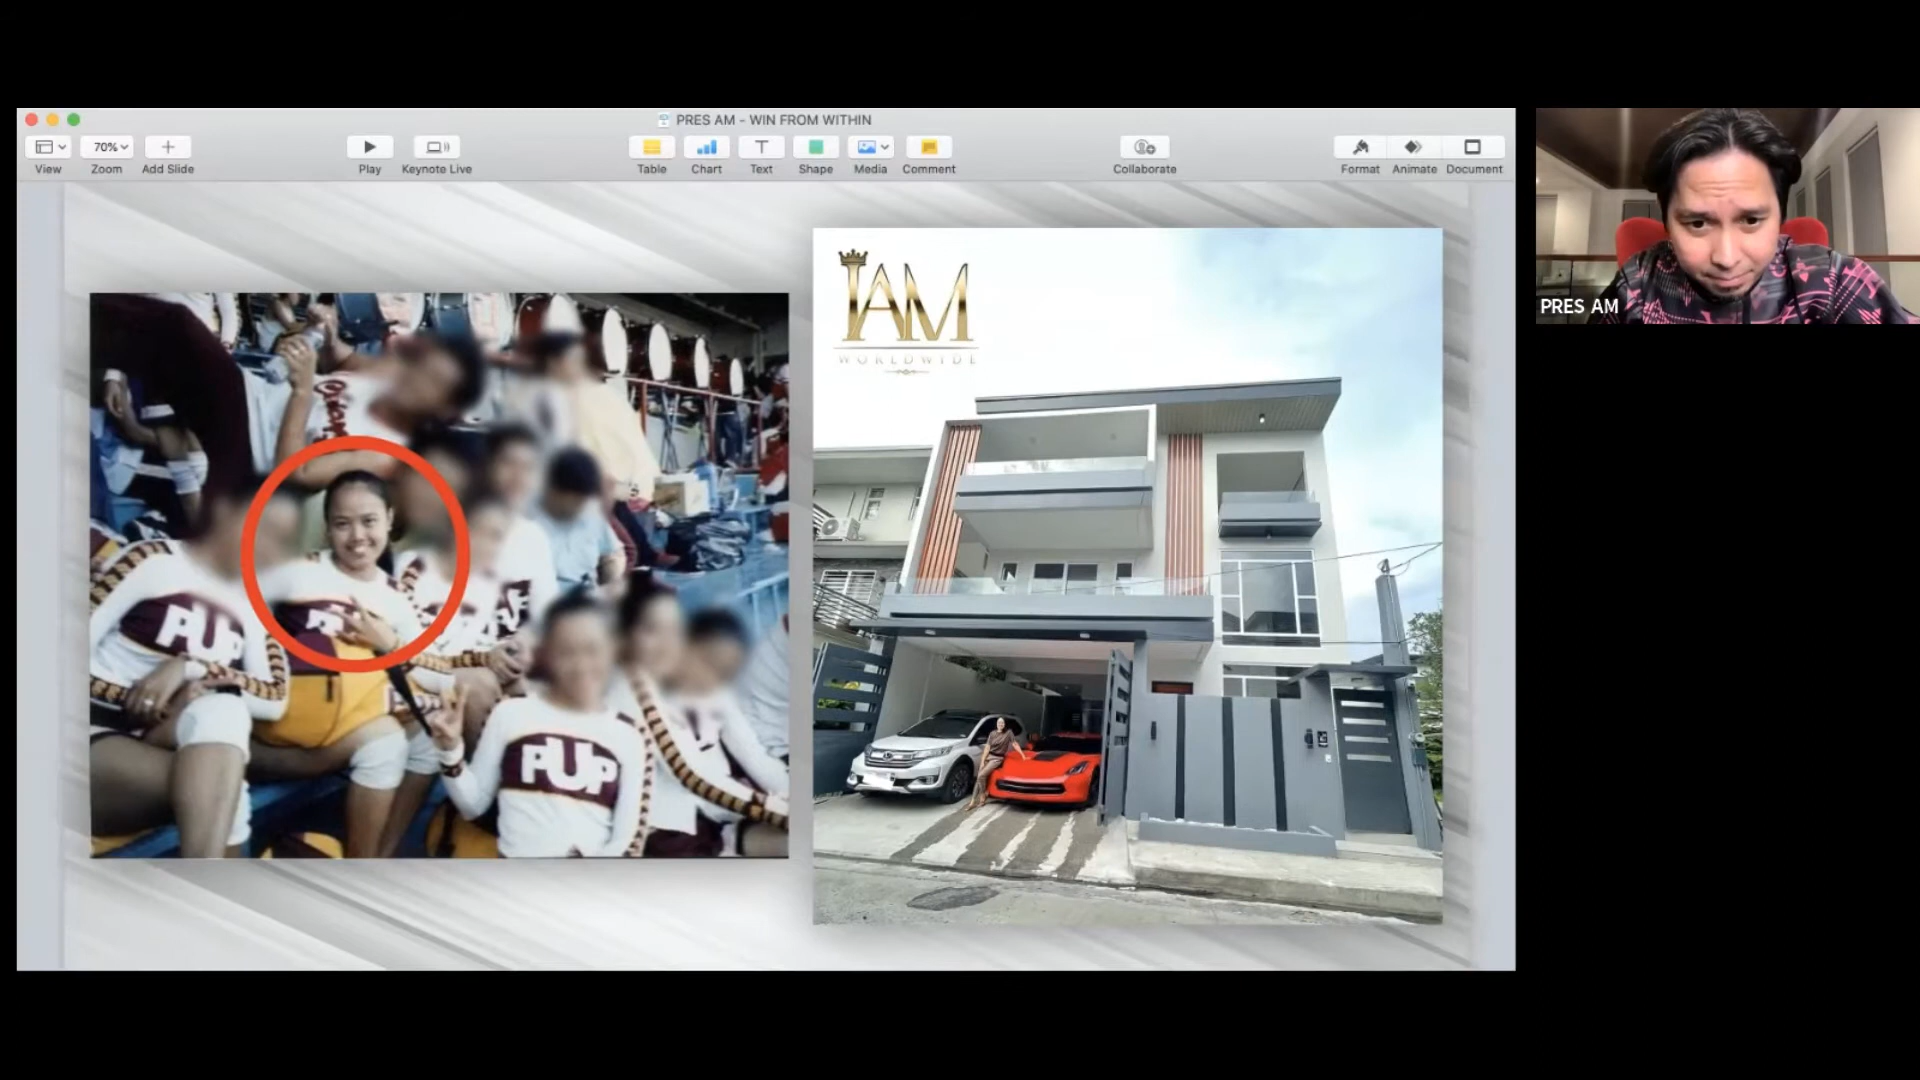 PRES AM - WIN FROM WITHIN
70%
View
Zoom
Add Slide
Play
Keynote Live
Table
Chart
Text
Shape
Media
Comment
Collaborate
Format
Animate
Document
IAM
WORLDWIDE
PUP
PUP
PRES AM